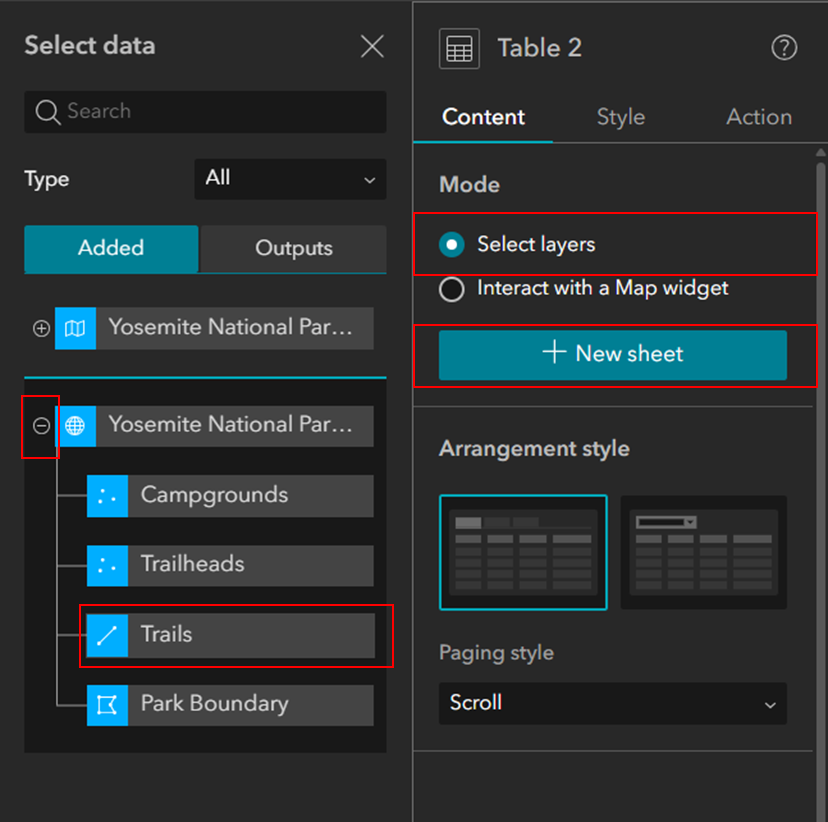 Select data
Search
Type
All
Added
Outputs
Yosemite National Par...
Yosemite National Par...
Campgrounds
Trailheads
Trails
Park Boundary
Table 2
?
Content
Style
Action
Mode
Select layers
Interact with a Map widget
+ New sheet
Arrangement style
Paging style
Scroll